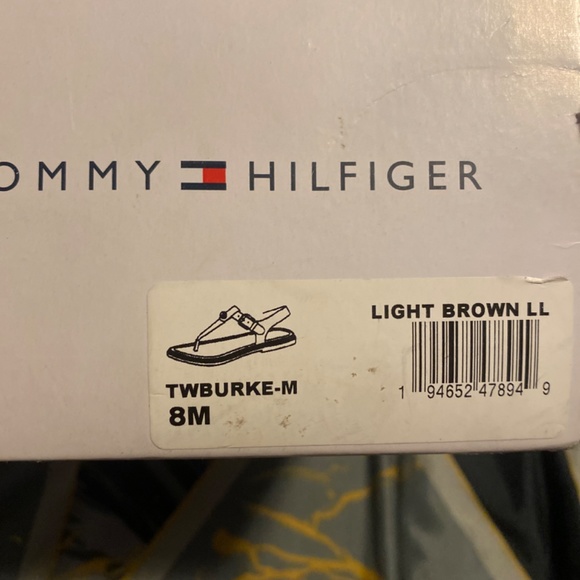 OMMY HILFIGER
LIGHT BROWN LL
TWBURKE-M
8M
1 94652 47894 9